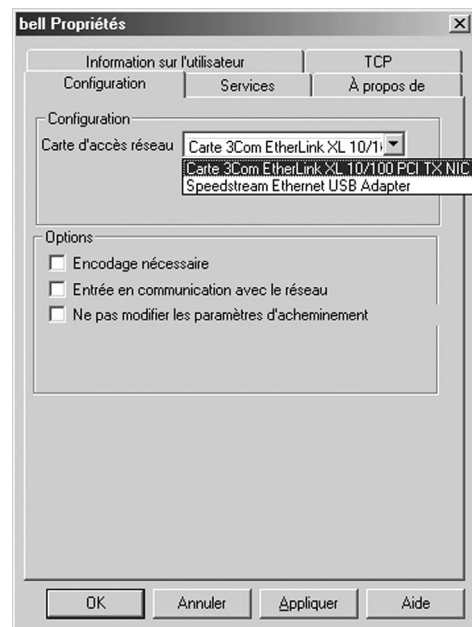 bell Propriétés
Information sur l'utilisateur
TCP
Configuration
Services
À propos de
Configuration
Carte d'accès réseau
Carte 3Com EtherLink XL 10/1
Carte 3Com EtherLink XL 10/100 PCI TX NIC
Speedstream Ethernet USB Adapter
Options
Encodage nécessaire
Entrée en communication avec le réseau
Ne pas modifier les paramètres d'acheminement
OK
Annuler
Appliquer
Aide